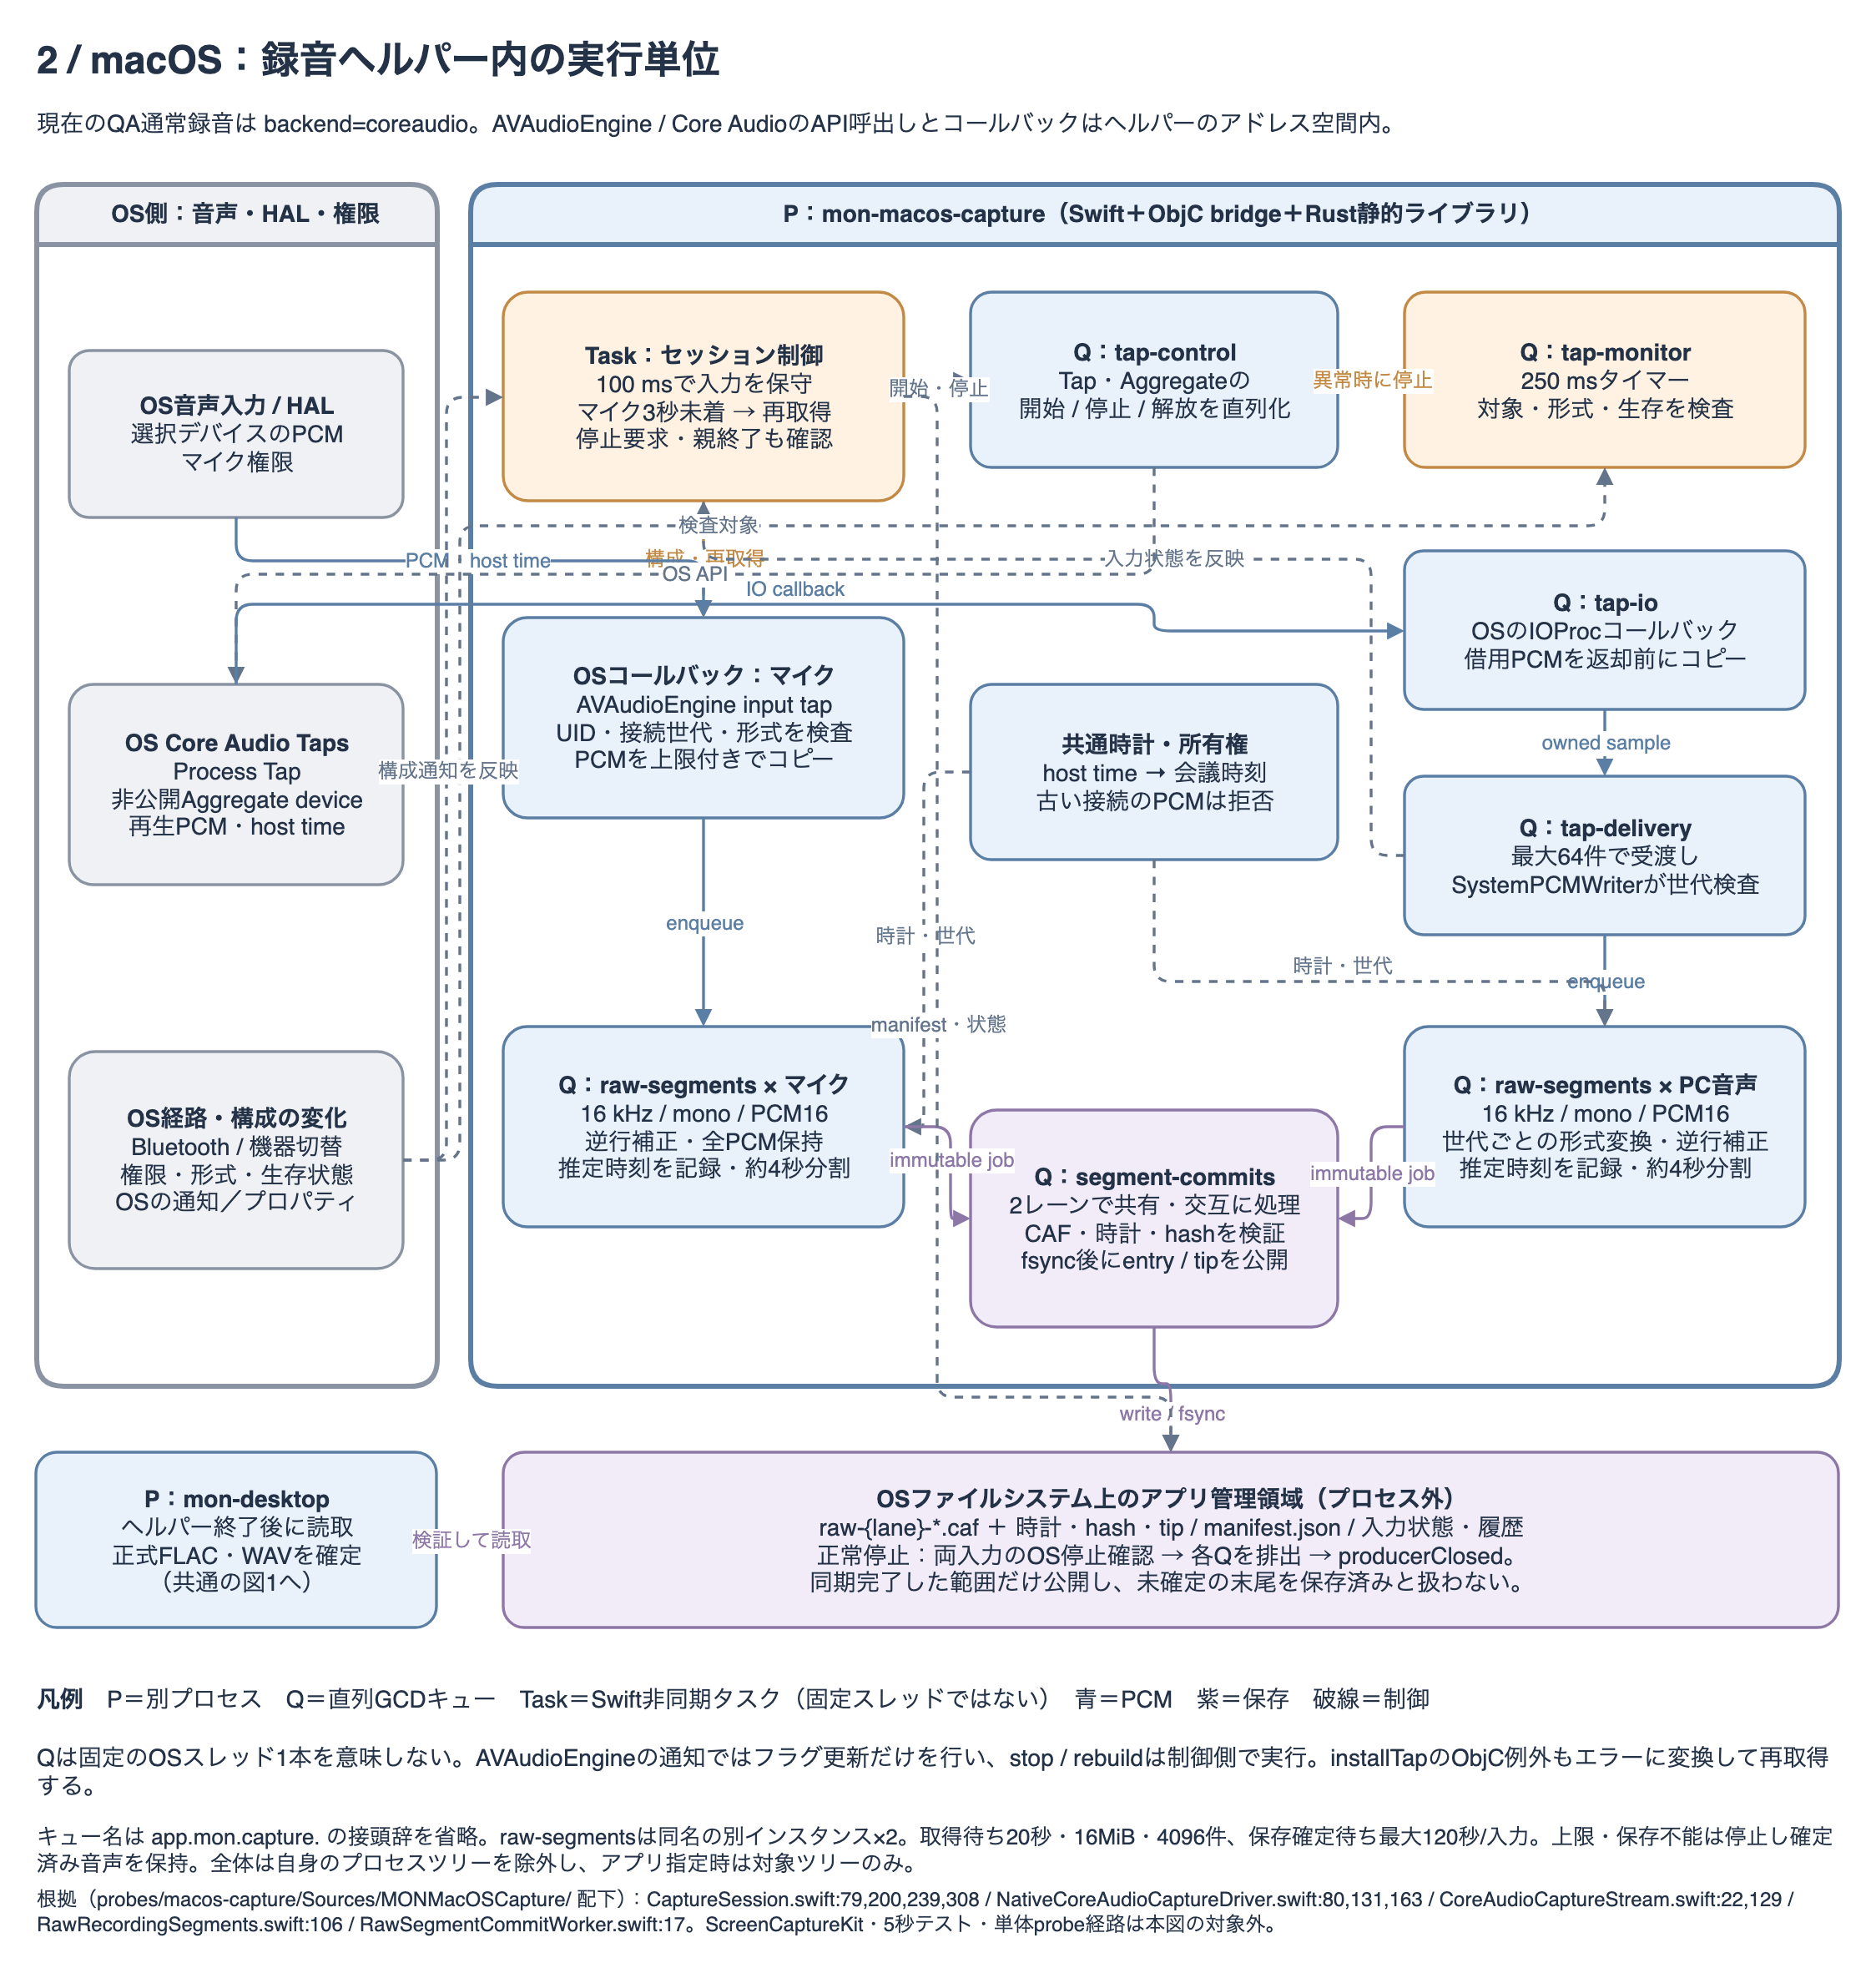 2 / macOS：録音ヘルパー内の実行単位
現在のQA通常録音は backend=coreaudio。AVAudioEngine / Core AudioのAPI呼出しとコールバックはヘルパーのアドレス空間内。
OS側：音声・HAL・権限
P：mon-macos-capture（Swift＋ObjC bridge＋Rust静的ライブラリ）
OS音声入力 / HAL
選択デバイスのPCM
マイク権限
Task：セッション制御
100 msで入力を保守
マイク3秒未着 → 再取得
停止要求・親終了も確認
開始・停止
Q：tap-control
Tap・Aggregateの
開始 / 停止 / 解放を直列化
異常時に停止
Q：tap-monitor
250 msタイマー
対象・形式・生存を検査
検査対象
PCM　host time
構成・再取得
入力状態を反映
OS API
IO callback
Q：tap-io
OSのIOProcコールバック
借用PCMを返却前にコピー
OS Core Audio Taps
Process Tap
非公開Aggregate device
再生PCM・host time
構成通知を反映
OSコールバック：マイク
AVAudioEngine input tap
UID・接続世代・形式を検査
PCMを上限付きでコピー
共通時計・所有権
host time → 会議時刻
古い接続のPCMは拒否
owned sample
Q：tap-delivery
最大64件で受渡し
SystemPCMWriterが世代検査
enqueue
時計・世代
時計・世代
enqueue
manifest・状態
OS経路・構成の変化
Bluetooth / 機器切替
権限・形式・生存状態
OSの通知／プロパティ
Q：raw-segments × マイク
16 kHz / mono / PCM16
逆行補正・全PCM保持
推定時刻を記録・約4秒分割
immutable job
Q：segment-commits
2レーンで共有・交互に処理
CAF・時計・hashを検証
fsync後にentry / tipを公開
immutable job
Q：raw-segments × PC音声
16 kHz / mono / PCM16
世代ごとの形式変換・逆行補正
推定時刻を記録・約4秒分割
write / fsync
P：mon-desktop
ヘルパー終了後に読取
正式FLAC・WAVを確定
（共通の図1へ）
検証して読取
OSファイルシステム上のアプリ管理領域（プロセス外）
raw-{lane}-*.caf ＋ 時計・hash・tip / manifest.json / 入力状態・履歴
正常停止：両入力のOS停止確認 → 各Qを排出 → producerClosed。
同期完了した範囲だけ公開し、未確定の末尾を保存済みと扱わない。
凡例　P＝別プロセス　Q＝直列GCDキュー　Task＝Swift非同期タスク（固定スレッドではない）　青＝PCM　紫＝保存　破線＝制御
Qは固定のOSスレッド1本を意味しない。AVAudioEngineの通知ではフラグ更新だけを行い、stop / rebuildは制御側で実行。installTapのObjC例外もエラーに変換して再取得
する。
キュー名は app.mon.capture. の接頭辞を省略。raw-segmentsは同名の別インスタンス×2。取得待ち20秒・16MiB・4096件、保存確定待ち最大120秒/入力。上限・保存不能は停止し確定
済み音声を保持。全体は自身のプロセスツリーを除外し、アプリ指定時は対象ツリーのみ。
根拠（probes/macos-capture/Sources/MONMacOSCapture/ 配下）：CaptureSession.swift:79,200,239,308 / NativeCoreAudioCaptureDriver.swift:80,131,163 / CoreAudioCaptureStream.swift:22,129 /
RawRecordingSegments.swift:106 / RawSegmentCommitWorker.swift:17。ScreenCaptureKit・5秒テスト・単体probe経路は本図の対象外。